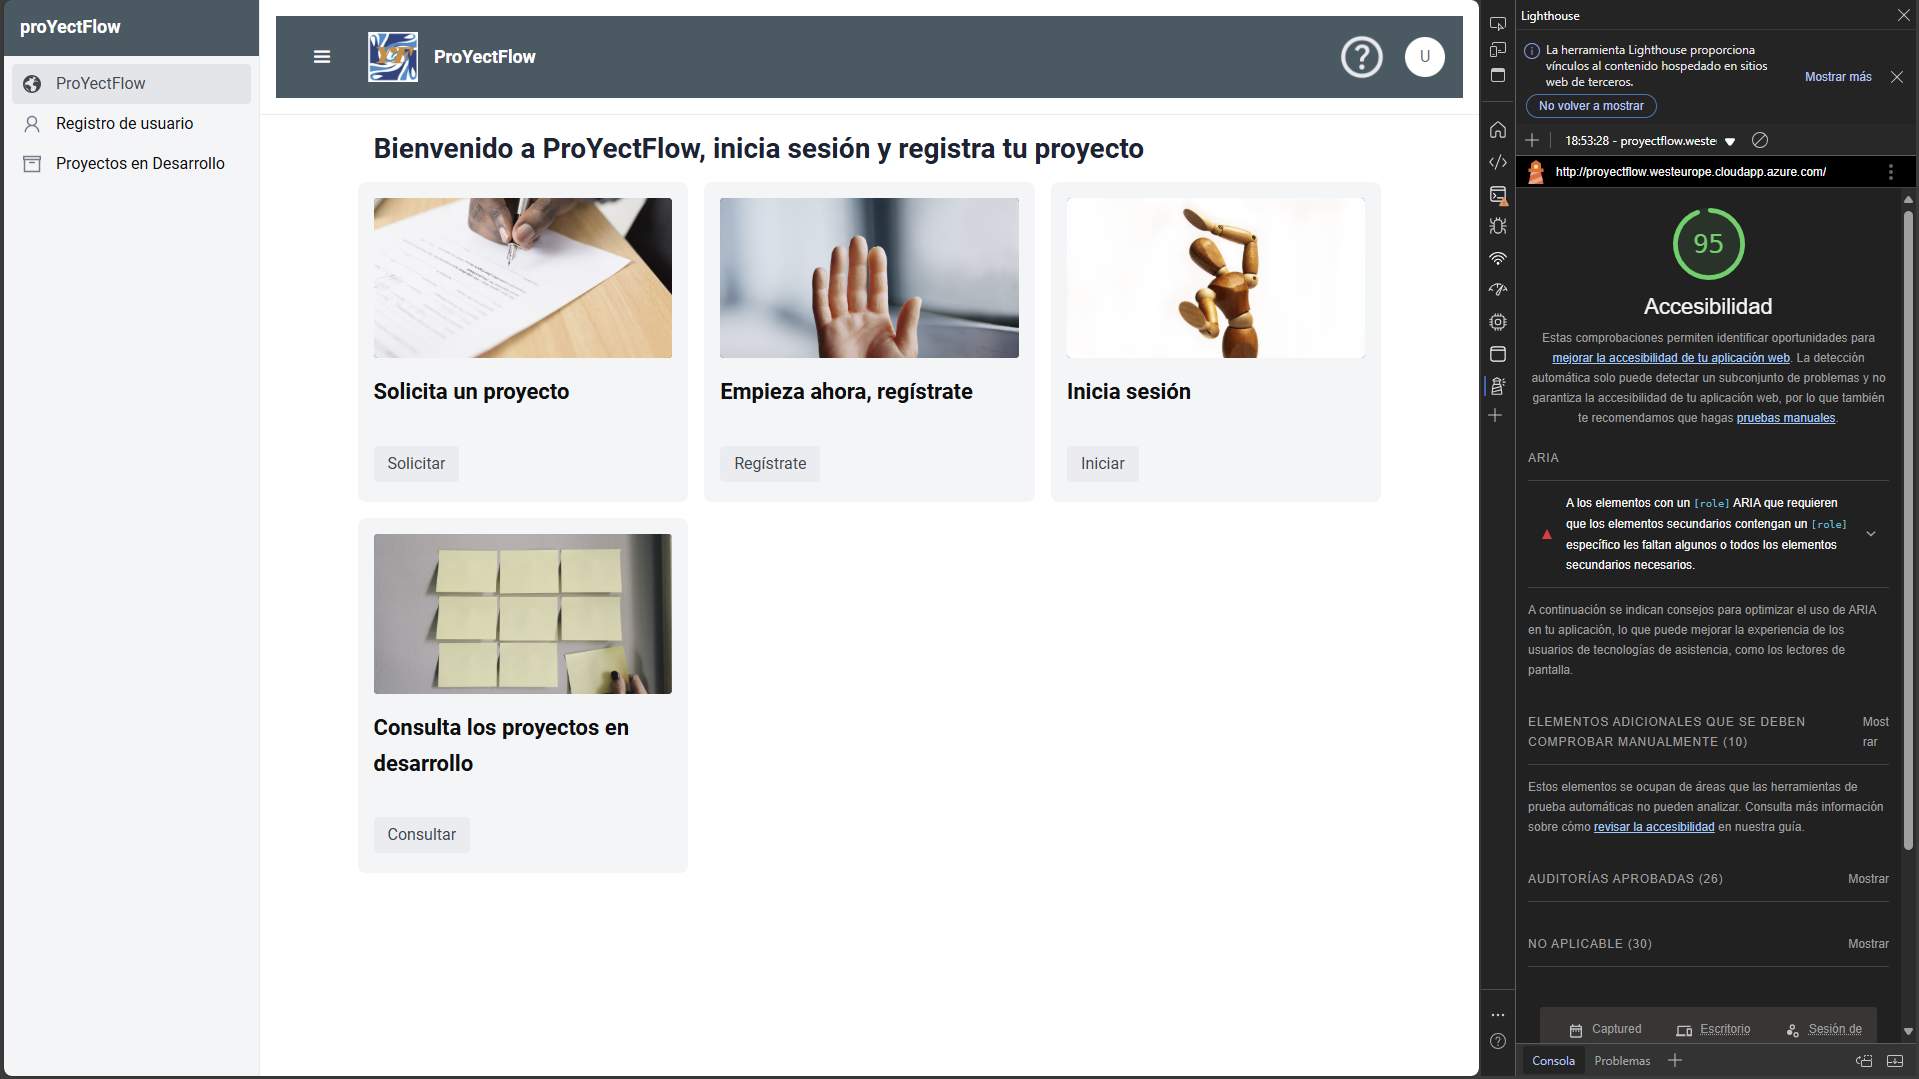 proYectFlow
ProYectFlow
Registro de usuario
Proyectos en Desarrollo
ProYectFlow
U
Bienvenido a ProYectFlow, inicia sesión y registra tu proyecto
Solicita un proyecto
Solicitar
Empieza ahora, regístrate
Regístrate
Inicia sesión
Iniciar
Consulta los proyectos en
desarrollo
Consultar
Lighthouse
La herramienta Lighthouse proporciona
vínculos al contenido hospedado en sitios
web de terceros.
Mostrar más
No volver a mostrar
18:53:28 - proyectflow.weste
http://proyectflow.westeurope.cloudapp.azure.com/
95
Accesibilidad
Estas comprobaciones permiten identificar oportunidades para
mejorar la accesibilidad de tu aplicación web. La detección
automática solo puede detectar un subconjunto de problemas y no
garantiza la accesibilidad de tu aplicación web, por lo que también
te recomendamos que hagas pruebas manuales.
ARIA
A los elementos con un [role] ARIA que requieren
que los elementos secundarios contengan un [role]
específico les faltan algunos o todos los elementos
secundarios necesarios.
A continuación se indican consejos para optimizar el uso de ARIA
en tu aplicación, lo que puede mejorar la experiencia de los
usuarios de tecnologías de asistencia, como los lectores de
pantalla.
ELEMENTOS ADICIONALES QUE SE DEBEN
COMPROBAR MANUALMENTE (10)
Most
rar
Estos elementos se ocupan de áreas que las herramientas de
prueba automáticas no pueden analizar. Consulta más información
sobre cómo revisar la accesibilidad en nuestra guía.
AUDITORÍAS APROBADAS (26)
Mostrar
NO APLICABLE (30)
Mostrar
Captured
Escritorio
Sesión de
Consola
Problemas